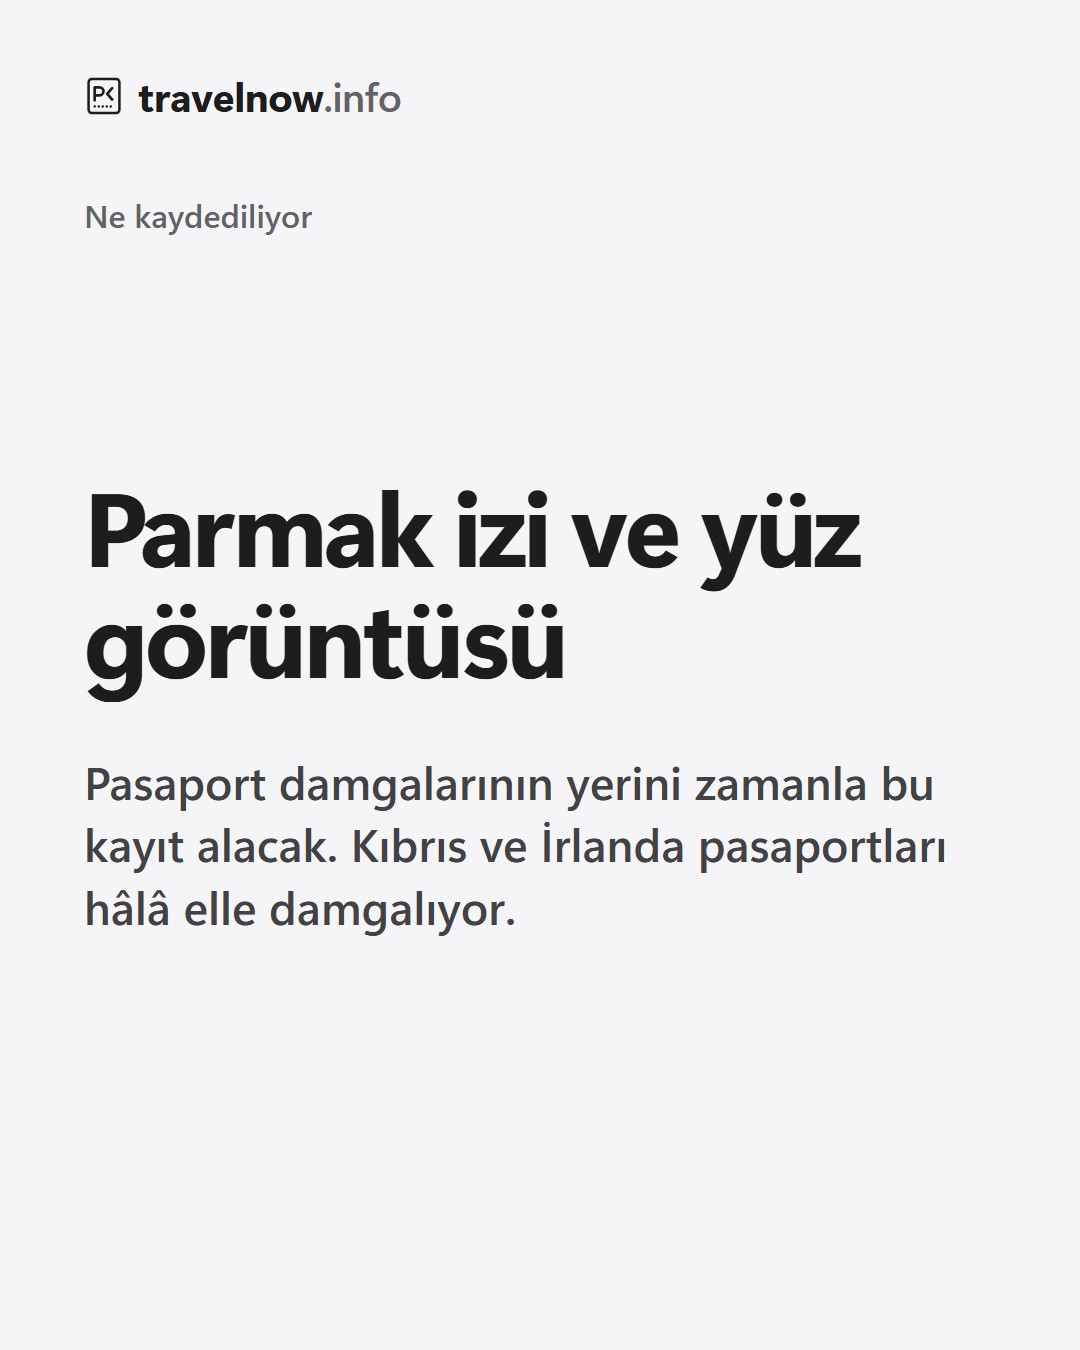 travelnow.info
Ne kaydediliyor
Parmak izi ve yüz
görüntüsü
Pasaport damgalarının yerini zamanla bu
kayıt alacak. Kıbrıs ve İrlanda pasaportları
hâlâ elle damgalıyor.